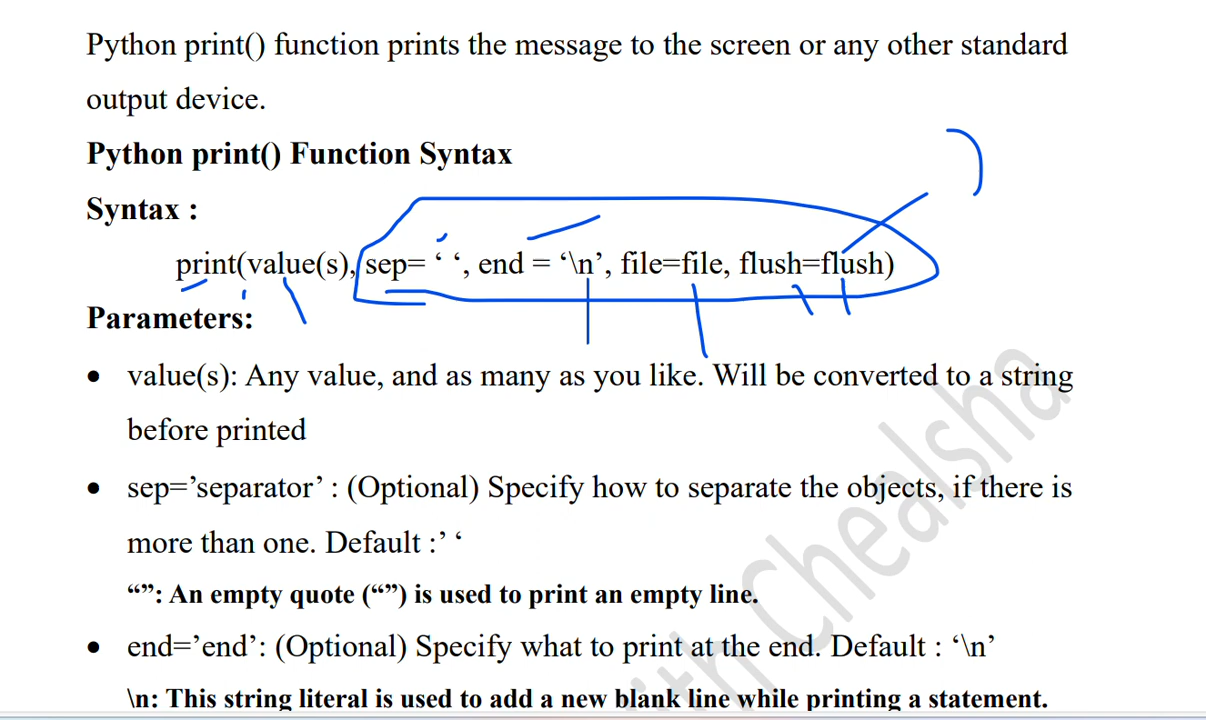 Python print() function prints the message to the screen or any other standard
output device.
Python print() Function Syntax
Syntax :
print(value(s), sep= ‘ ‘, end = ‘\n’, file=file, flush=flush)
Parameters:
• value(s): Any value, and as many as you like. Will be converted to a string
before printed
• sep=’separator’ : (Optional) Specify how to separate the objects, if there is
more than one. Default :’ ‘
“”: An empty quote (“”) is used to print an empty line.
• end=’end’: (Optional) Specify what to print at the end. Default : ‘\n’
\n: This string literal is used to add a new blank line while printing a statement.
ith Chealsha